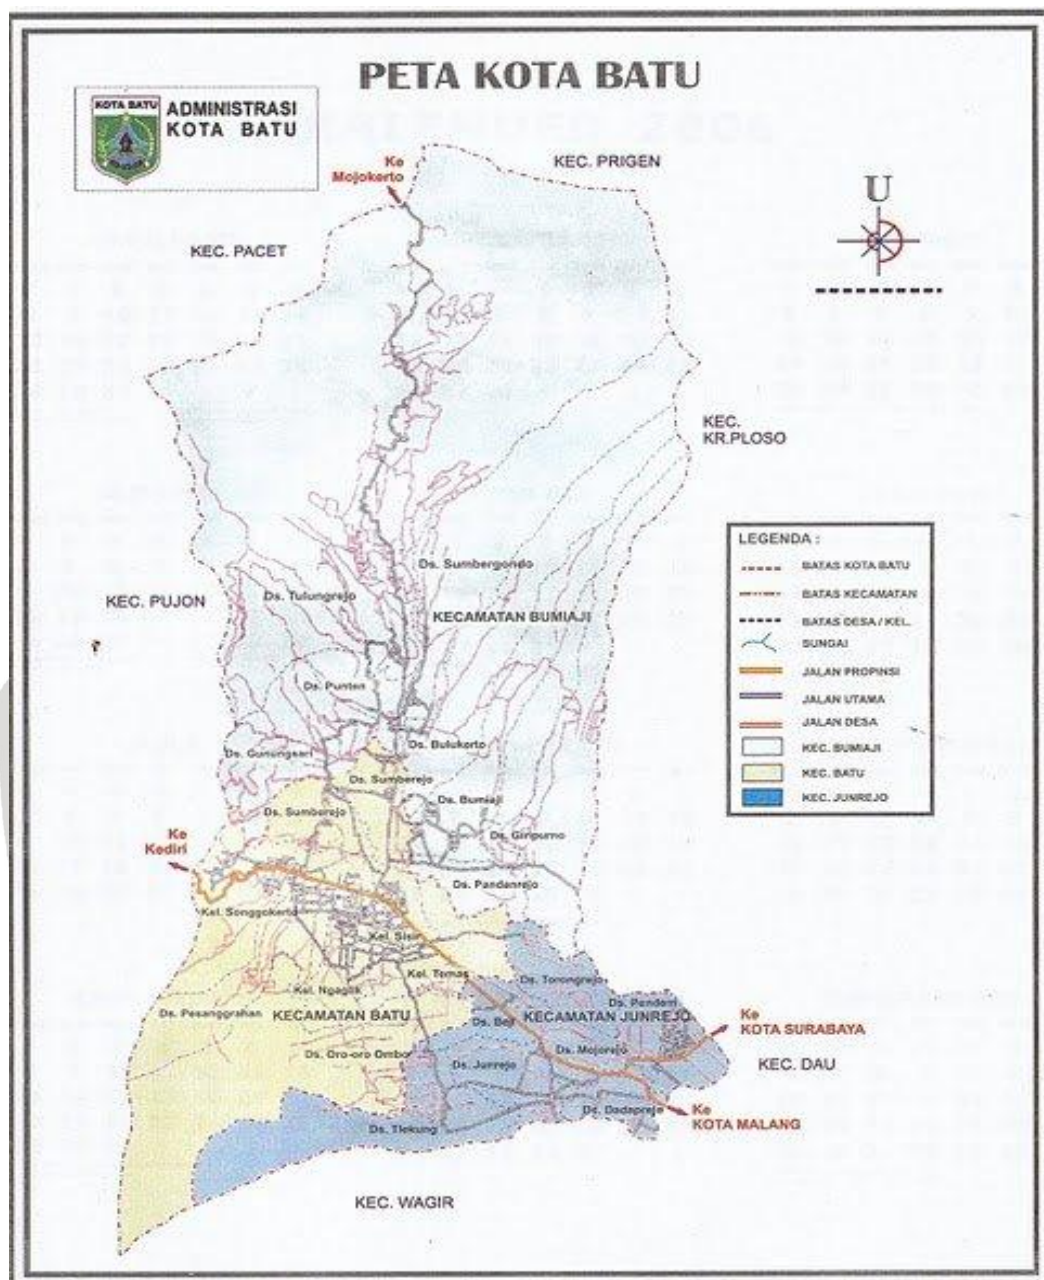 PETA KOTA BATU
KOTA BATU
ADMINISTRASI
KOTA BATU
Ke
Mojokerto
KEC. PRIGEN
U
KEC. PACET
KEC.
KR.PLOSO
LEGENDA :
BATAS KOTA BATU
BATAS KECAMATAN
BATAS DESA / KEL.
SUNGAI
JALAN PROPINSI
JALAN UTAMA
JALAN DESA
KEC. BUMIAJI
KEC. BATU
KEC. JUNREJO
Ds. Sumbergondo
Ds. Tulungrejo
KEC. PUJON
KECAMATAN BUMIAJI
Ds. Punten
Ds. Gunungsari
Ds. Bulukerto
Ds. Sumberejo
Ds. Bumiaji
Ds. Sumberejo
Ds. Giripurno
Ke
Kediri
Ds. Pandanrejo
Kel. Songgokerto
Kel. Sisir
Kel. Temas
Ds. Torongrejo
Kel. Ngaglik
Ds. Pendem
Ds. Pesanggrahan
KECAMATAN BATU
Ds. Beji
KECAMATAN JUNREJO
Ke
KOTA SURABAYA
Ds. Oro-oro Ombo
Ds. Junrejo
Ds. Mojorejo
KEC. DAU
Ds. Tlekung
Ds. Dadaprejo
Ke
KOTA MALANG
KEC. WAGIR